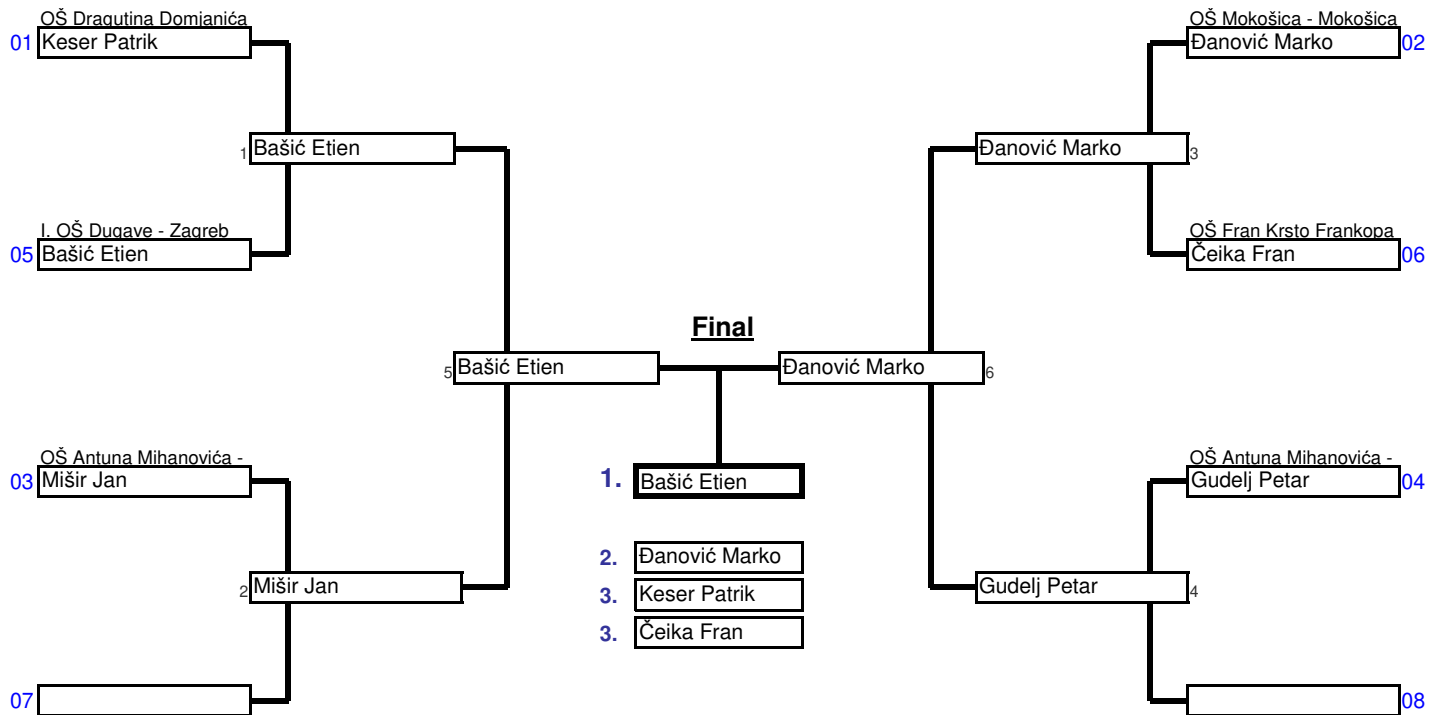 OŠ Dragutina Domjanića
01 Keser Patrik
OŠ Mokošica - Mokošica
Đanović Marko 02
1 Bašić Etien
Đanović Marko 3
I. OŠ Dugave - Zagreb
05 Bašić Etien
OŠ Fran Krsto Frankopa
Čeika Fran 06
Final
5 Bašić Etien
Đanović Marko 6
OŠ Antuna Mihanovića -
03 Mišir Jan
1. Bašić Etien
OŠ Antuna Mihanovića -
Gudelj Petar 04
2. Đanović Marko
2 Mišir Jan
3. Keser Patrik
Gudelj Petar 4
3. Čeika Fran
07
08